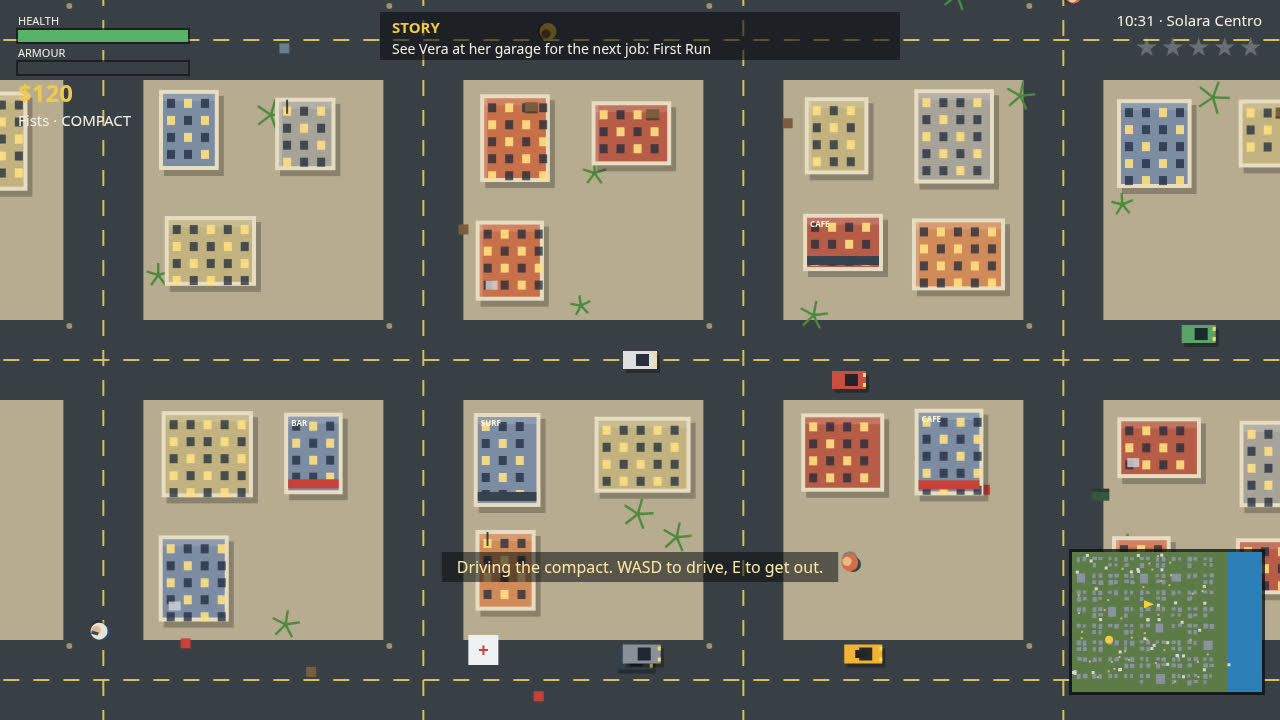 HEALTH
ARMOUR
$120
Fists · COMPACT
STORY
See Vera at her garage for the next job: First Run
10:31 · Solara Centro
CAFE
BAR
SURF
CAFE
Driving the compact. WASD to drive, E to get out.